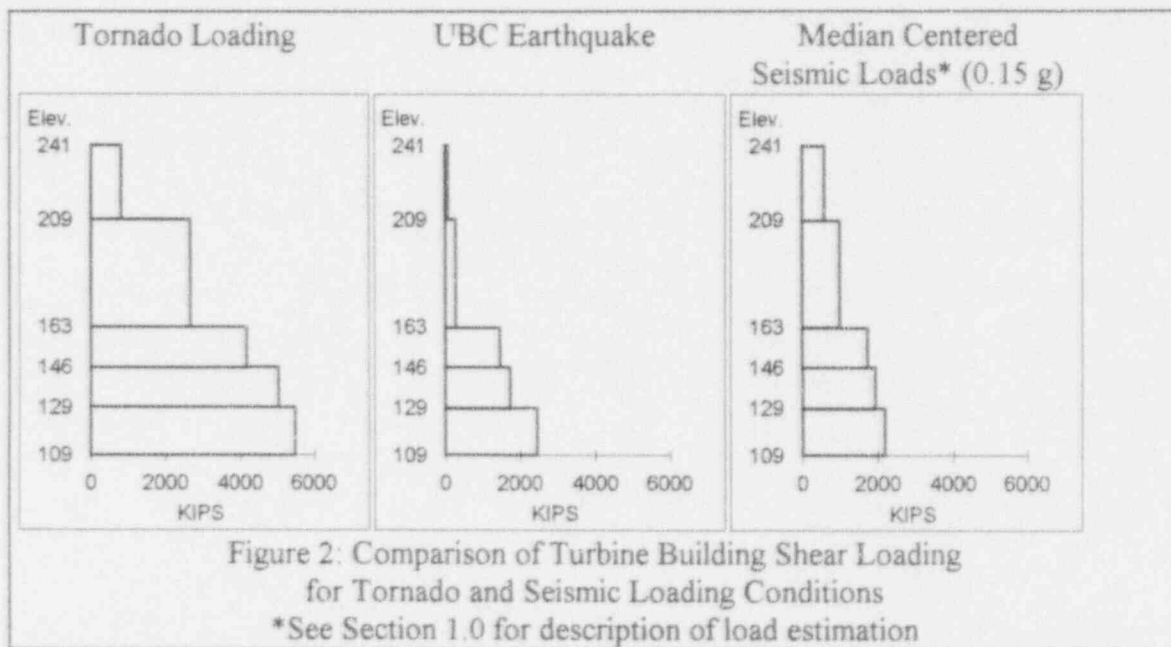 Tornado Loading
UBC Earthquake
Median Centered
Seismic Loads* (0.15 g)
Elev.
241
209
163
146
129
109
0 2000 4000 6000
KIPS
Elev.
241
209
163
146
129
109
0 2000 4000 6000
KIPS
Elev.
241
209
163
146
129
109
0 2000 4000 6000
KIPS
Figure 2: Comparison of Turbine Building Shear Loading
for Tornado and Seismic Loading Conditions
*See Section 1.0 for description of load estimation